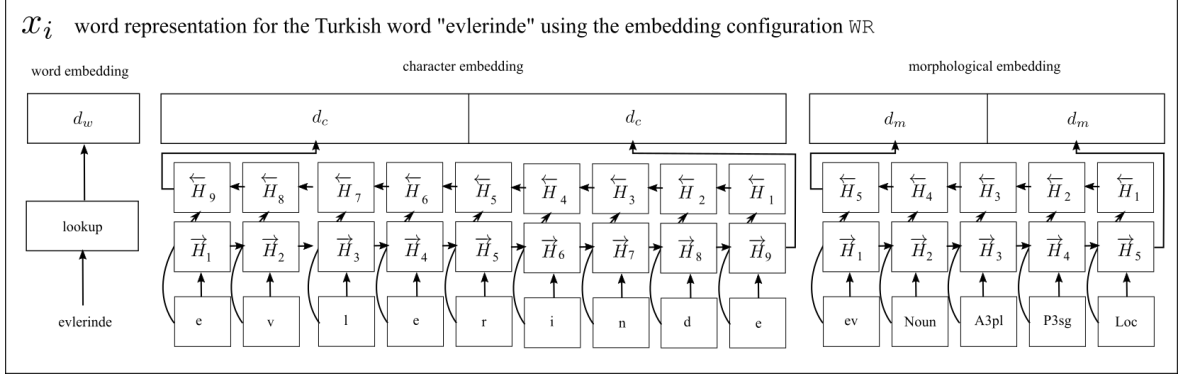 x_i word representation for the Turkish word "evlerinde" using the embedding configuration WR
word embedding
character embedding
morphological embedding
d_w
d_c d_c
d_m d_m
lookup
evlerinde
←H_9 ←H_8 ←H_7 ←H_6 ←H_5 ←H_4 ←H_3 ←H_2 ←H_1
→H_1 →H_2 →H_3 →H_4 →H_5 →H_6 →H_7 →H_8 →H_9
e v l e r i n d e
←H_5 ←H_4 ←H_3 ←H_2 ←H_1
→H_1 →H_2 →H_3 →H_4 →H_5
ev Noun A3pl P3sg Loc